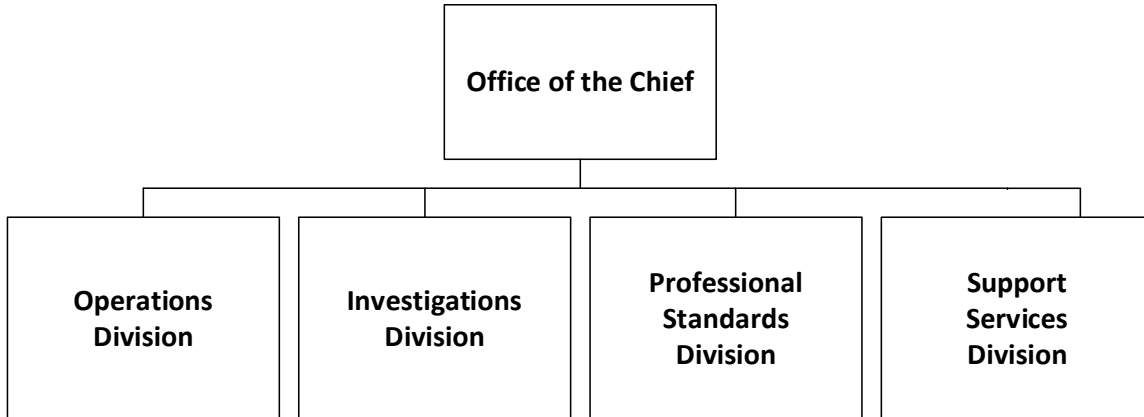 Office of the Chief
Operations
Division
Investigations
Division
Professional
Standards
Division
Support
Services
Division